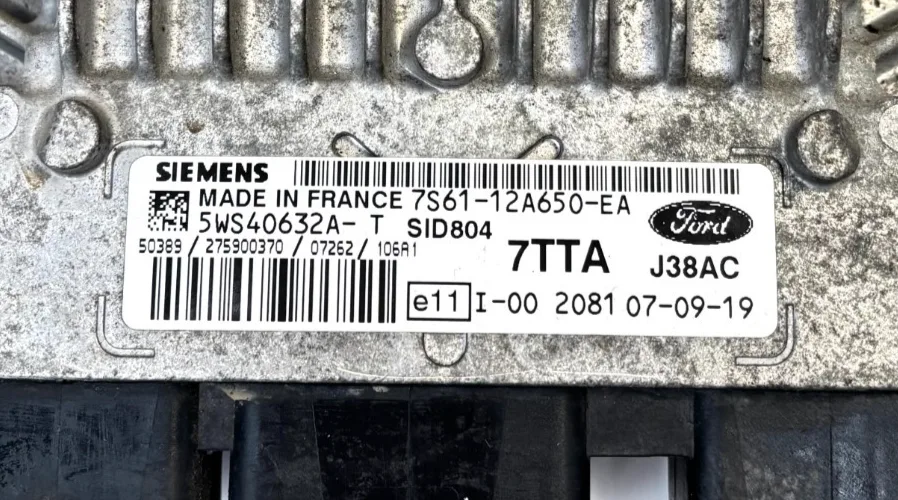 SIEMENS
MADE IN FRANCE 7S61-12A650-EA
5WS40632A- T SID804
Ford
50389 / 275900370 / 07262 / 106A1
7TTA J38AC
e11 I-00 2081 07-09-19